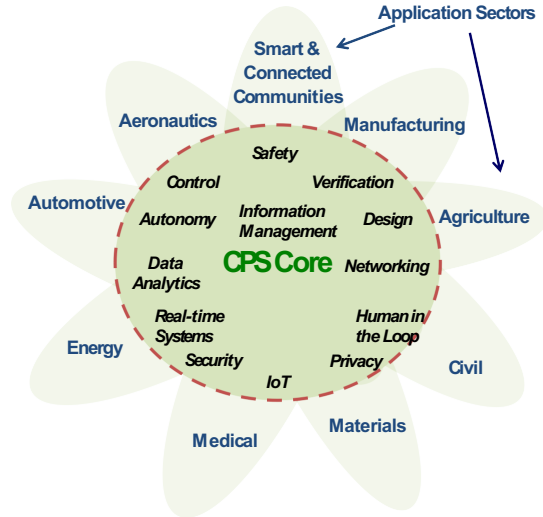 Application Sectors
Smart &
Connected
Communities
Aeronautics
Manufacturing
Safety
Control
Verification
Automotive
Autonomy
Information
Management
Design
Agriculture
CPS Core
Data
Analytics
Networking
Real-time
Systems
Human in
the Loop
Energy
Security
Privacy
Civil
IoT
Materials
Medical